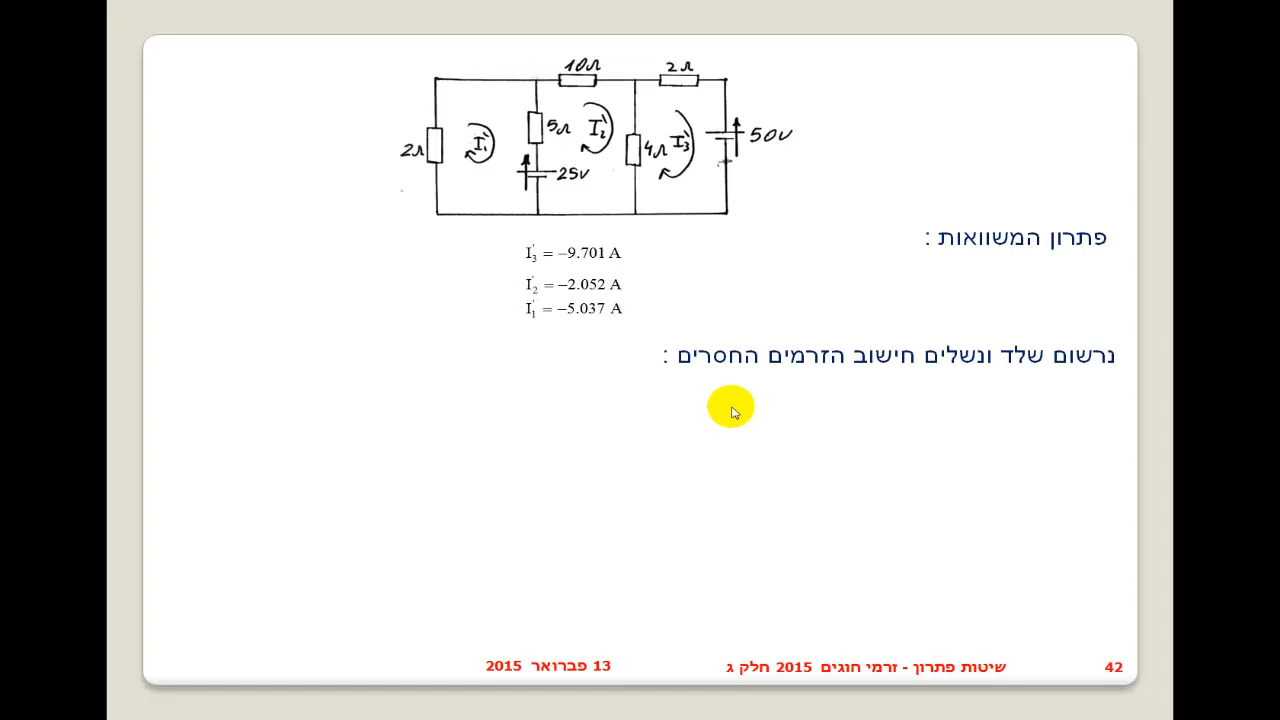 10Ω
2Ω
2Ω
I'₁
5Ω
I'₂
4Ω
I'₃
50V
25V
פתרון המשוואות :
I'₃ = −9.701 A
I'₂ = −2.052 A
I'₁ = −5.037 A
נרשום שלד ונשלים חישוב הזרמים החסרים :
42
שיטות פתרון - זרמי חוגים 2015 חלק ג
13 פברואר 2015